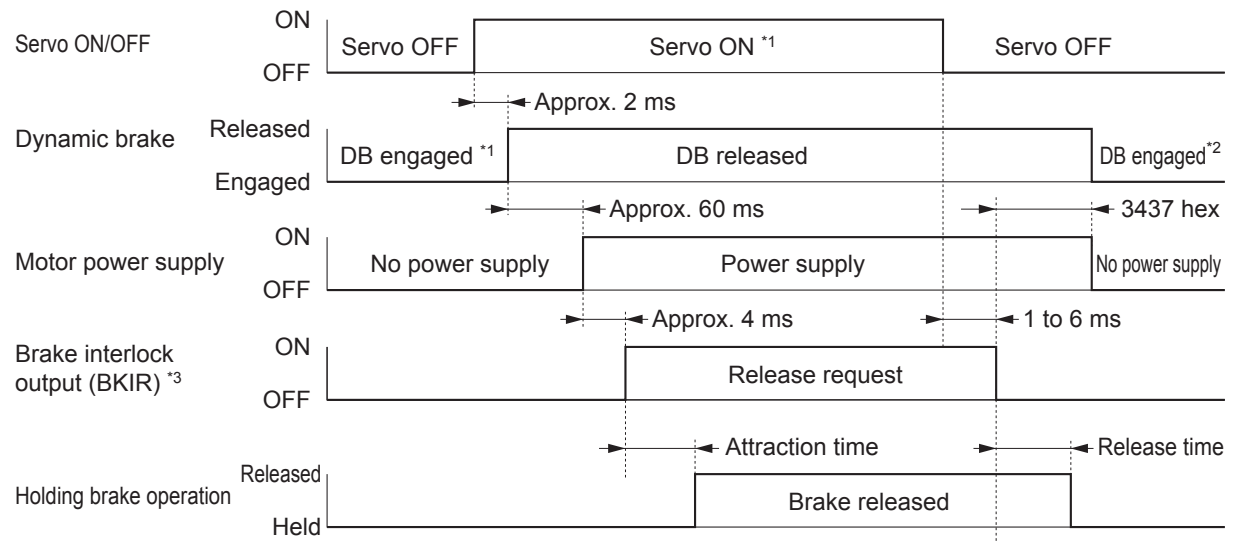 Servo ON/OFF
ON
OFF
Servo OFF
Servo ON *1
Servo OFF
Approx. 2 ms
Dynamic brake
Released
Engaged
DB engaged *1
DB released
DB engaged*2
Approx. 60 ms
3437 hex
Motor power supply
ON
OFF
No power supply
Power supply
No power supply
Approx. 4 ms
1 to 6 ms
Brake interlock
output (BKIR) *3
ON
OFF
Release request
Attraction time
Release time
Holding brake operation
Released
Held
Brake released